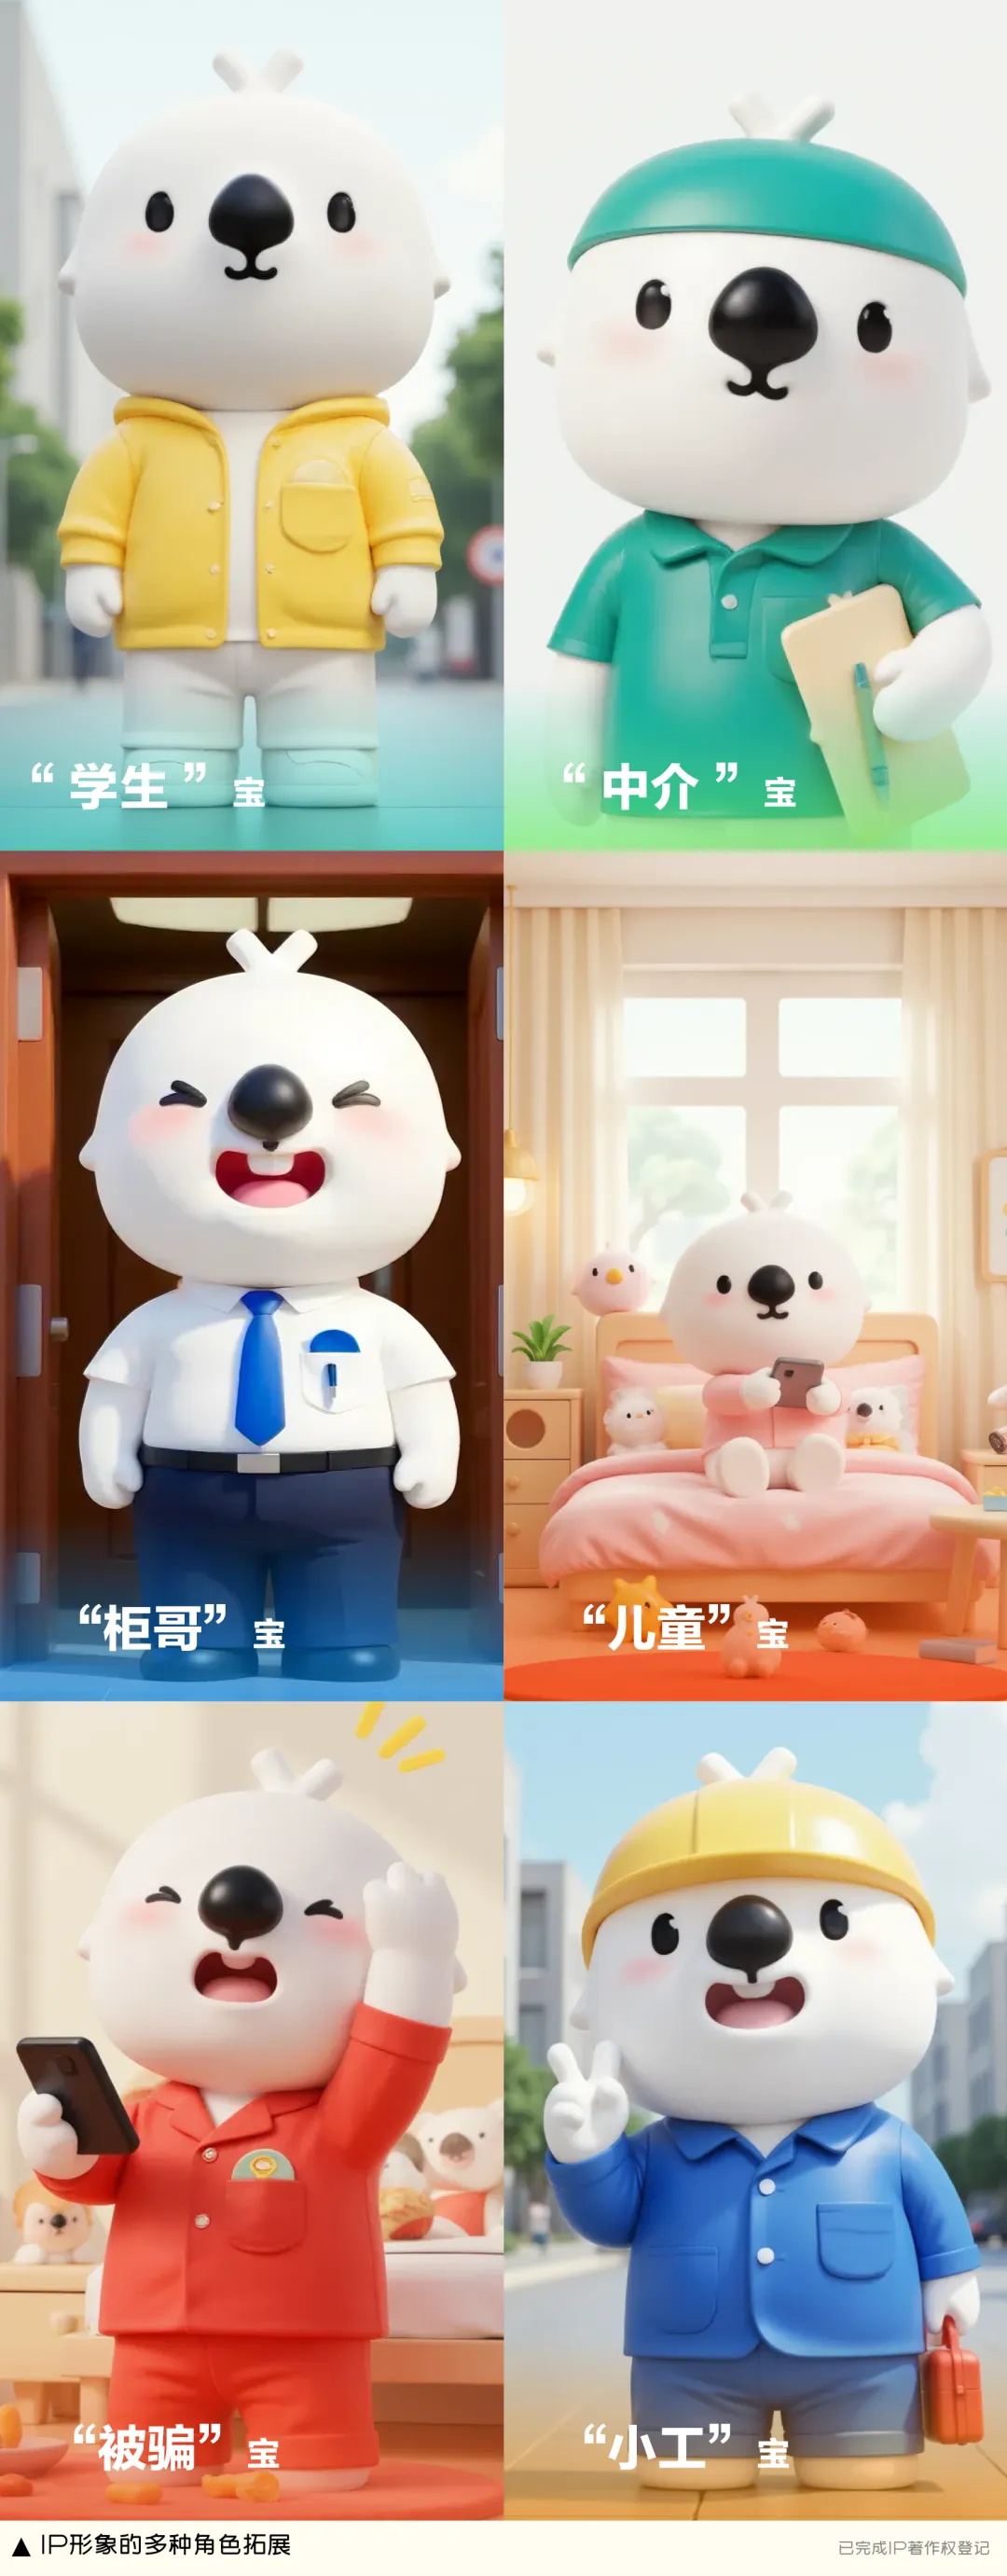 “学生” 宝
“中介” 宝
“柜哥” 宝
“儿童” 宝
“被骗” 宝
“小工” 宝
▲ IP形象的多种角色拓展
已完成IP著作权登记